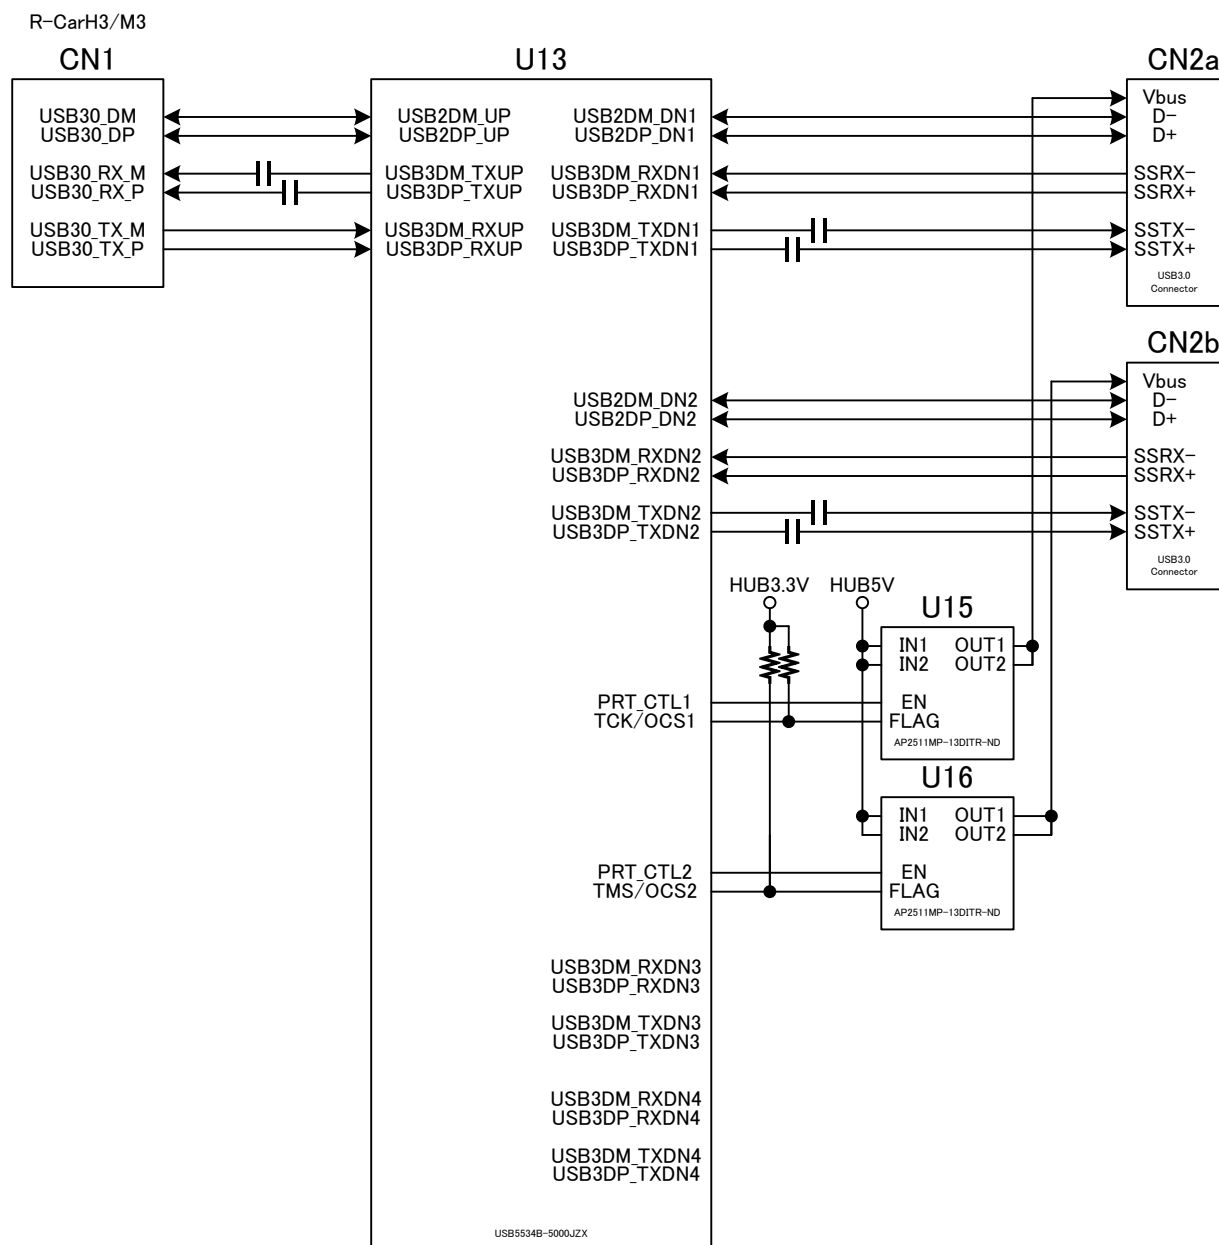 R-CarH3/M3
CN1
USB30_DM
USB30_DP
USB30_RX_M
USB30_RX_P
USB30_TX_M
USB30_TX_P
U13
USB2DM_UP
USB2DP_UP
USB3DM_TXUP
USB3DP_TXUP
USB3DM_RXUP
USB3DP_RXUP
USB2DM_DN1
USB2DP_DN1
USB3DM_RXDN1
USB3DP_RXDN1
USB3DM_TXDN1
USB3DP_TXDN1
USB2DM_DN2
USB2DP_DN2
USB3DM_RXDN2
USB3DP_RXDN2
USB3DM_TXDN2
USB3DP_TXDN2
PRT_CTL1
TCK/OCS1
PRT_CTL2
TMS/OCS2
USB3DM_RXDN3
USB3DP_RXDN3
USB3DM_TXDN3
USB3DP_TXDN3
USB3DM_RXDN4
USB3DP_RXDN4
USB3DM_TXDN4
USB3DP_TXDN4
USB5534B-5000JZX
CN2a
Vbus
D-
D+
SSRX-
SSRX+
SSTX-
SSTX+
USB3.0
Connector
CN2b
Vbus
D-
D+
SSRX-
SSRX+
SSTX-
SSTX+
USB3.0
Connector
HUB3.3V
HUB5V
U15
IN1 OUT1
IN2 OUT2
EN
FLAG
AP2511MP-13DITR-ND
U16
IN1 OUT1
IN2 OUT2
EN
FLAG
AP2511MP-13DITR-ND